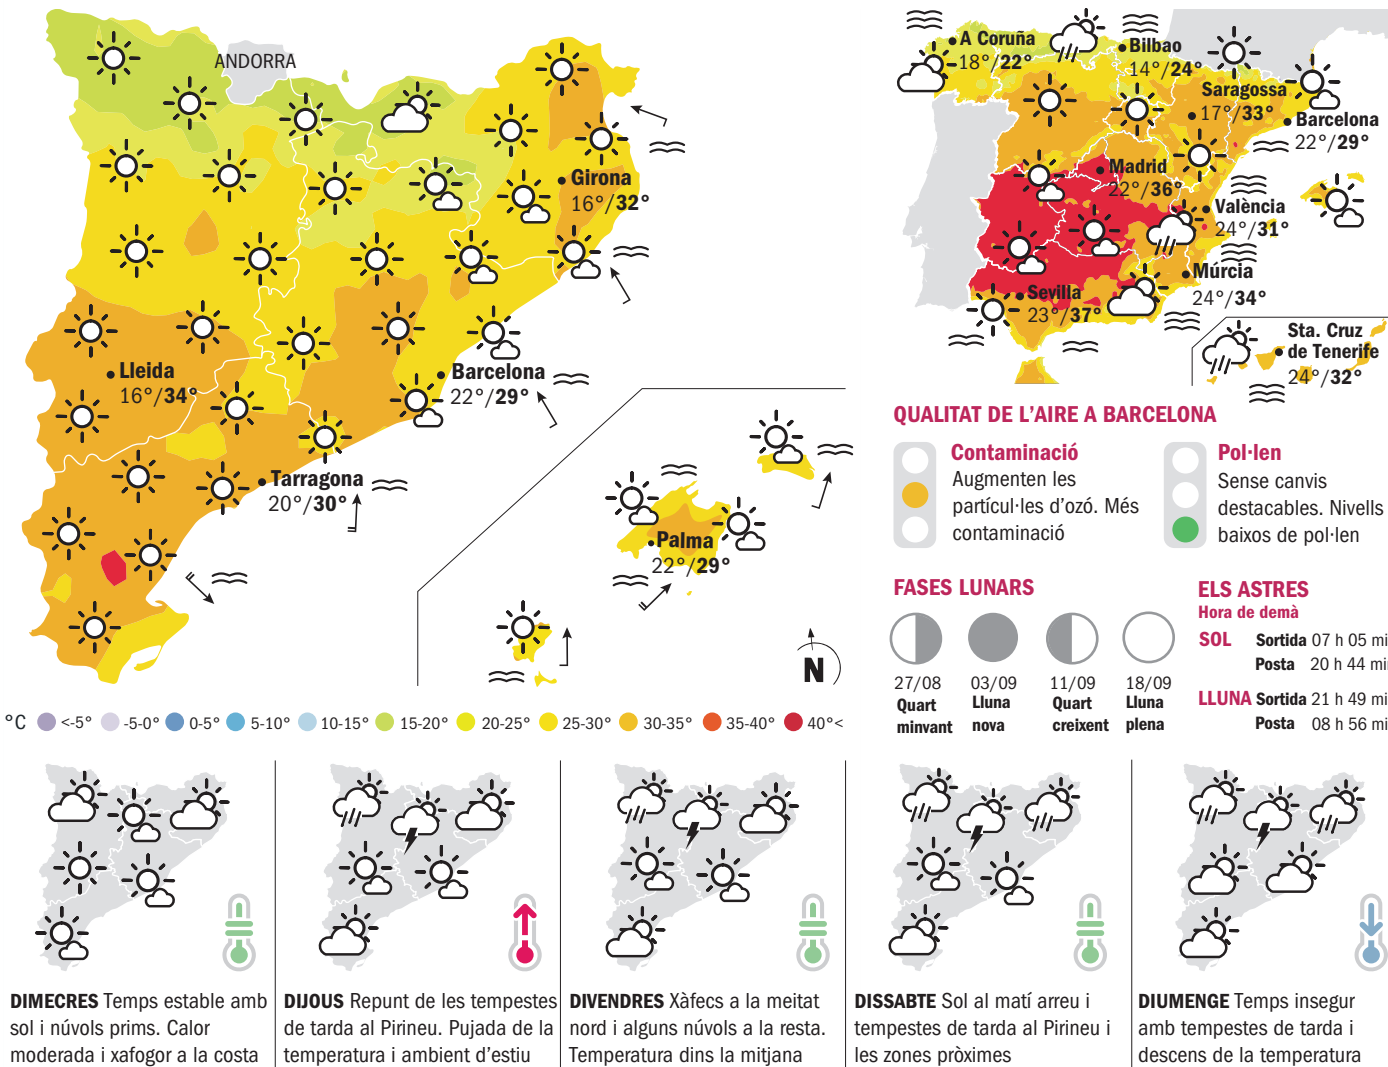 ANDORRA
Girona
16°/32°
Lleida
16°/34°
Barcelona
22°/29°
Tarragona
20°/30°
Palma
22°/29°
N
°C <-5° -5-0° 0-5° 5-10° 10-15° 15-20° 20-25° 25-30° 30-35° 35-40° 40°<
A Coruña
18°/22°
Bilbao
14°/24°
Saragossa
17°/33°
Barcelona
22°/29°
Madrid
22°/36°
València
24°/31°
Múrcia
24°/34°
Sevilla
23°/37°
Sta. Cruz
de Tenerife
24°/32°
QUALITAT DE L'AIRE A BARCELONA
Contaminació
Augmenten les
partícul·les d'ozó. Més
contaminació
Pol·len
Sense canvis
destacables. Nivells
baixos de pol·len
FASES LUNARS
27/08
Quart
minvant
03/09
Lluna
nova
11/09
Quart
creixent
18/09
Lluna
plena
ELS ASTRES
Hora de demà
SOL Sortida 07 h 05 mi
Posta 20 h 44 mi
LLUNA Sortida 21 h 49 mi
Posta 08 h 56 mi
DIMECRES Temps estable amb
sol i núvols prims. Calor
moderada i xafogor a la costa
DIJOUS Repunt de les tempestes
de tarda al Pirineu. Pujada de la
temperatura i ambient d'estiu
DIVENDRES Xàfecs a la meitat
nord i alguns núvols a la resta.
Temperatura dins la mitjana
DISSABTE Sol al matí arreu i
tempestes de tarda al Pirineu i
les zones pròximes
DIUMENGE Temps insegur
amb tempestes de tarda i
descens de la temperatura